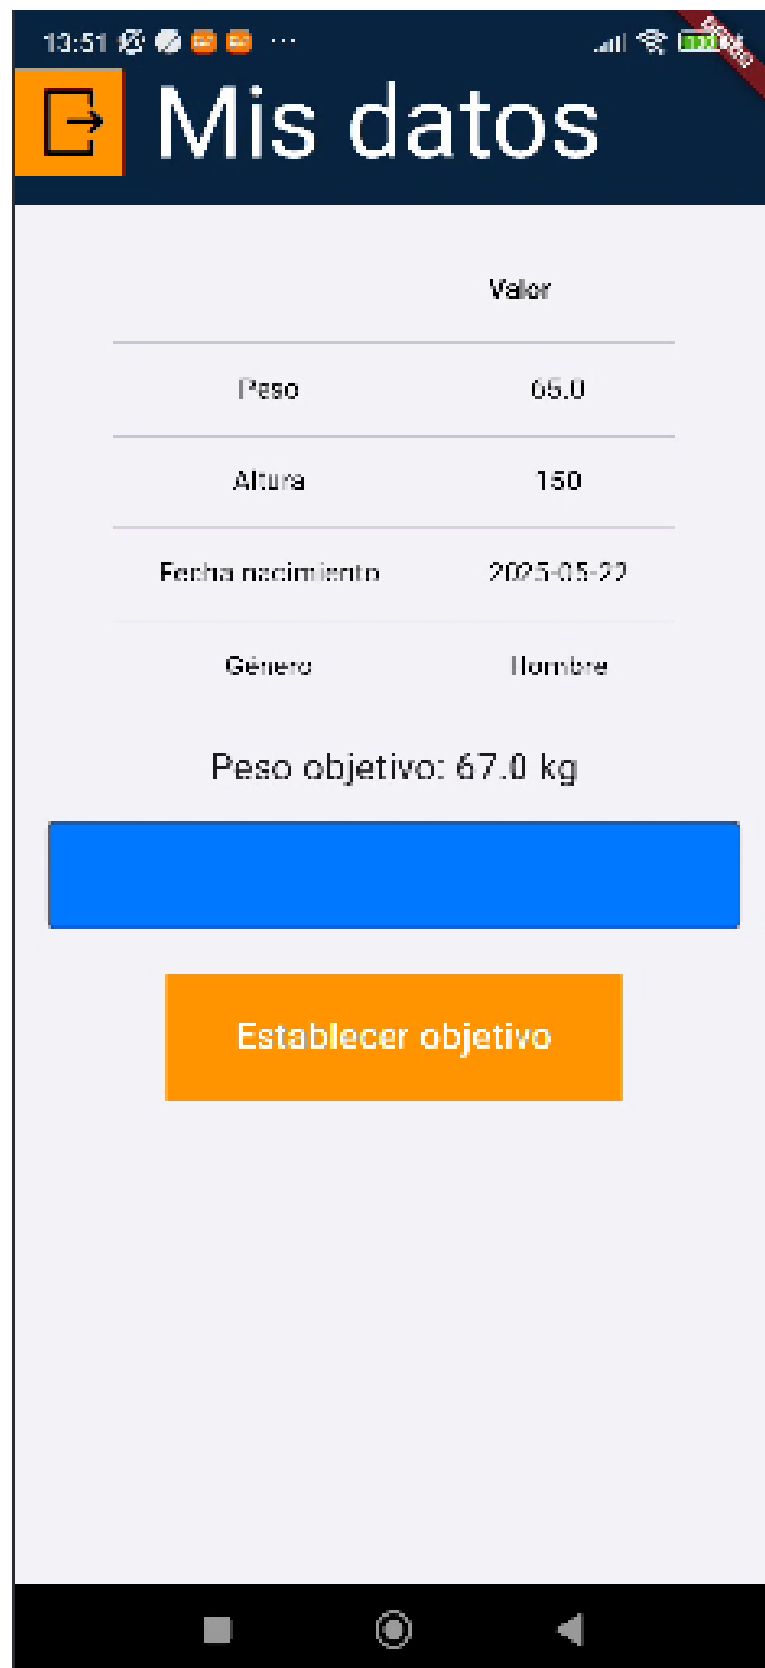 13:51
Mis datos
Valor
Peso 65.0
Altura 150
Fecha nacimiento 2025-05-22
Género Hombre
Peso objetivo: 67.0 kg
Establecer objetivo